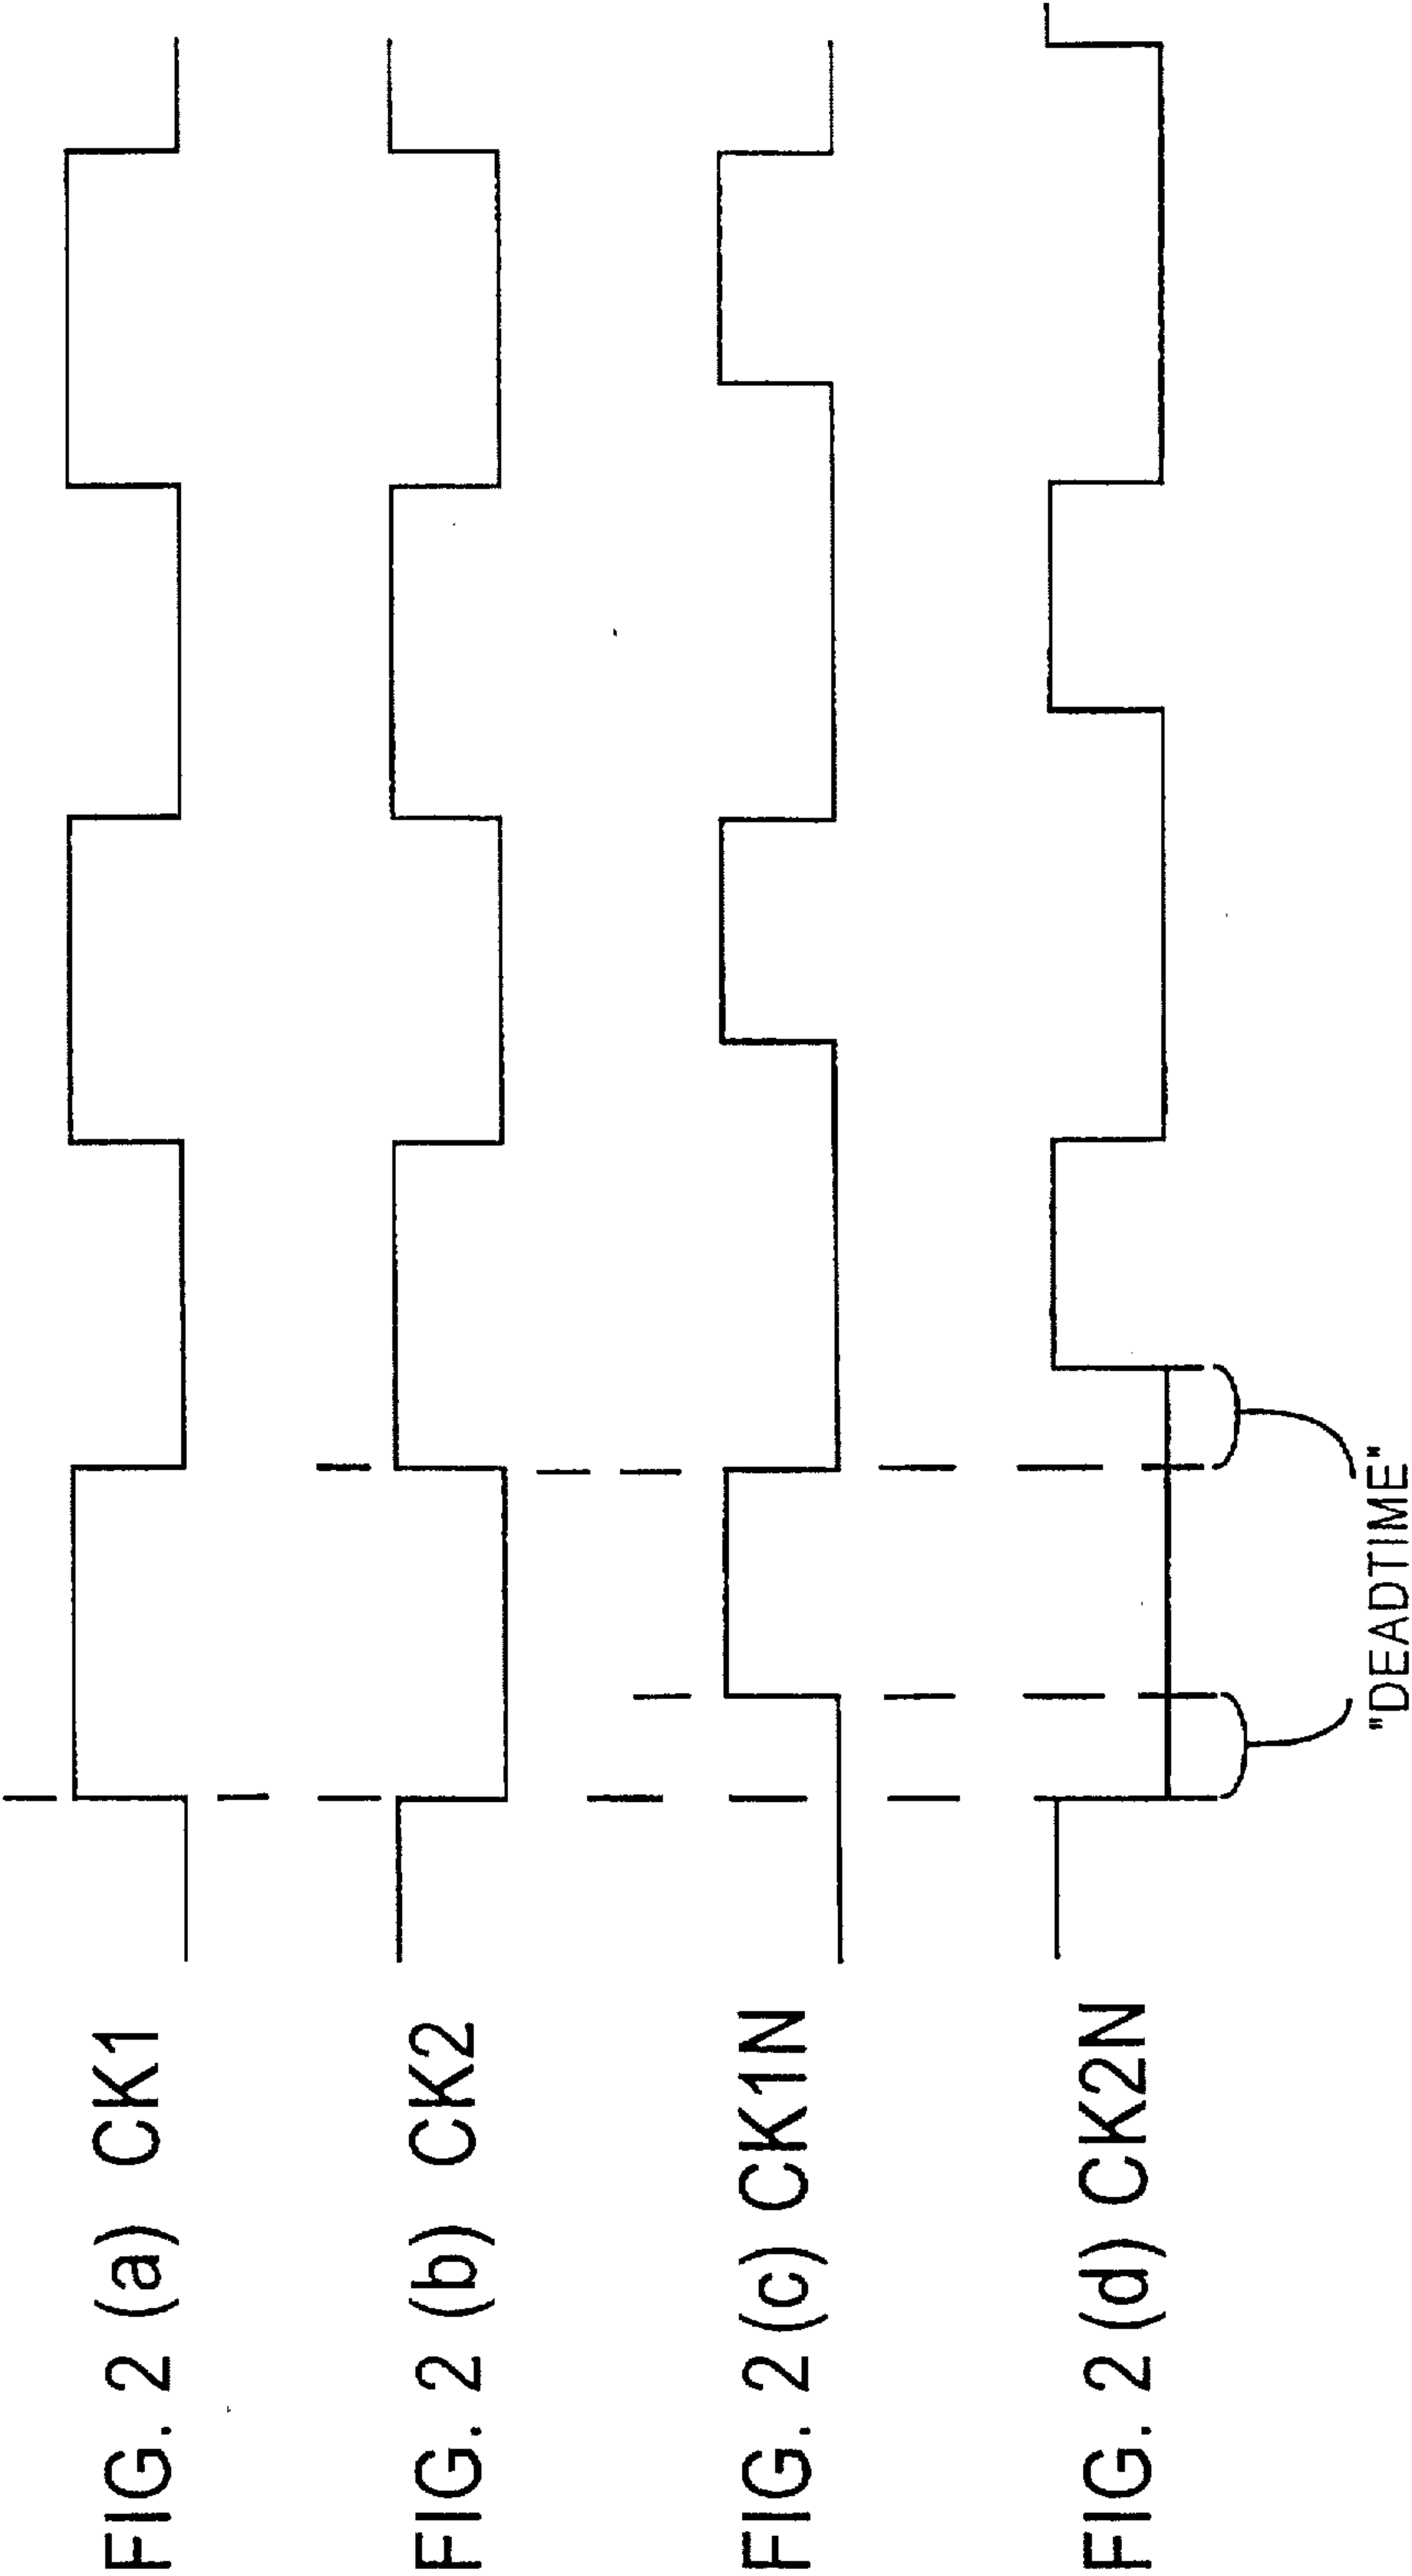 FIG. 2 (a) CK1
FIG. 2 (b) CK2
FIG. 2 (c) CK1N
FIG. 2 (d) CK2N
"DEADTIME"